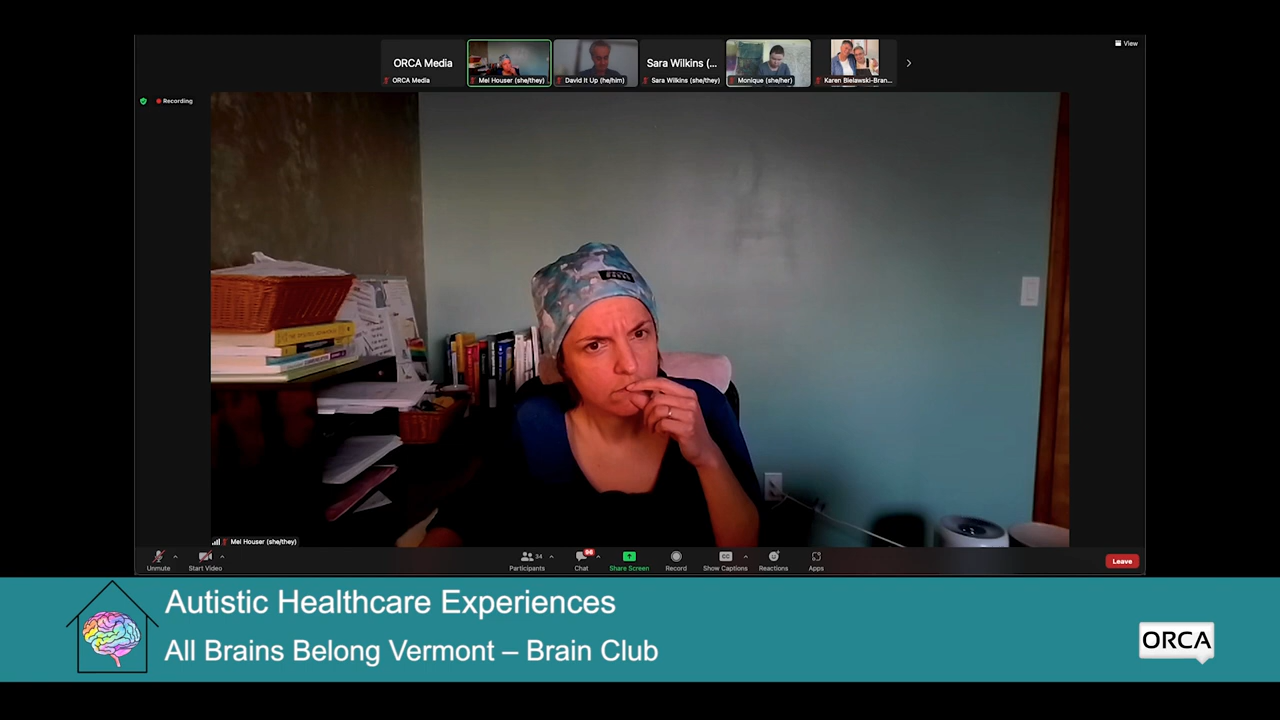 View
ORCA Media
Sara Wilkins (...
ORCA Media
Mel Houser (she/they)
David It Up (he/him)
Sara Wilkins (she/they)
Monique (she/her)
Karen Bielawski-Bran...
Recording
Mel Houser (she/they)
34
Unmute
Start Video
Participants
Chat
Share Screen
Record
Show Captions
Reactions
Apps
Leave
Autistic Healthcare Experiences
All Brains Belong Vermont – Brain Club
ORCA